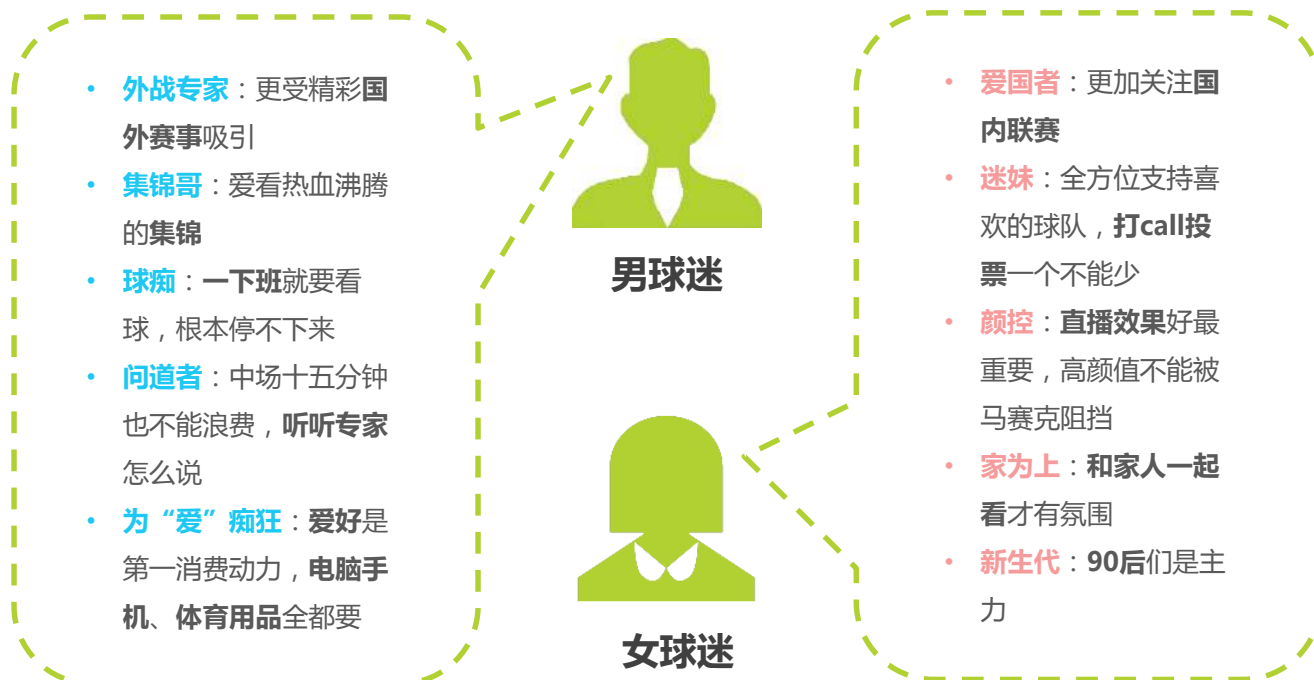 • 外战专家：更受精彩国
外赛事吸引
• 集锦哥：爱看热血沸腾
的集锦
• 球痴：一下班就要看
球，根本停不下来
• 问道者：中场十五分钟
也不能浪费，听听专家
怎么说
• 为“爱”痴狂：爱好是
第一消费动力，电脑手
机、体育用品全都要
男球迷
女球迷
• 爱国者：更加关注国
内联赛
• 迷妹：全方位支持喜
欢的球队，打call投
票一个不能少
• 颜控：直播效果好最
重要，高颜值不能被
马赛克阻挡
• 家为上：和家人一起
看才有氛围
• 新生代：90后们是主
力